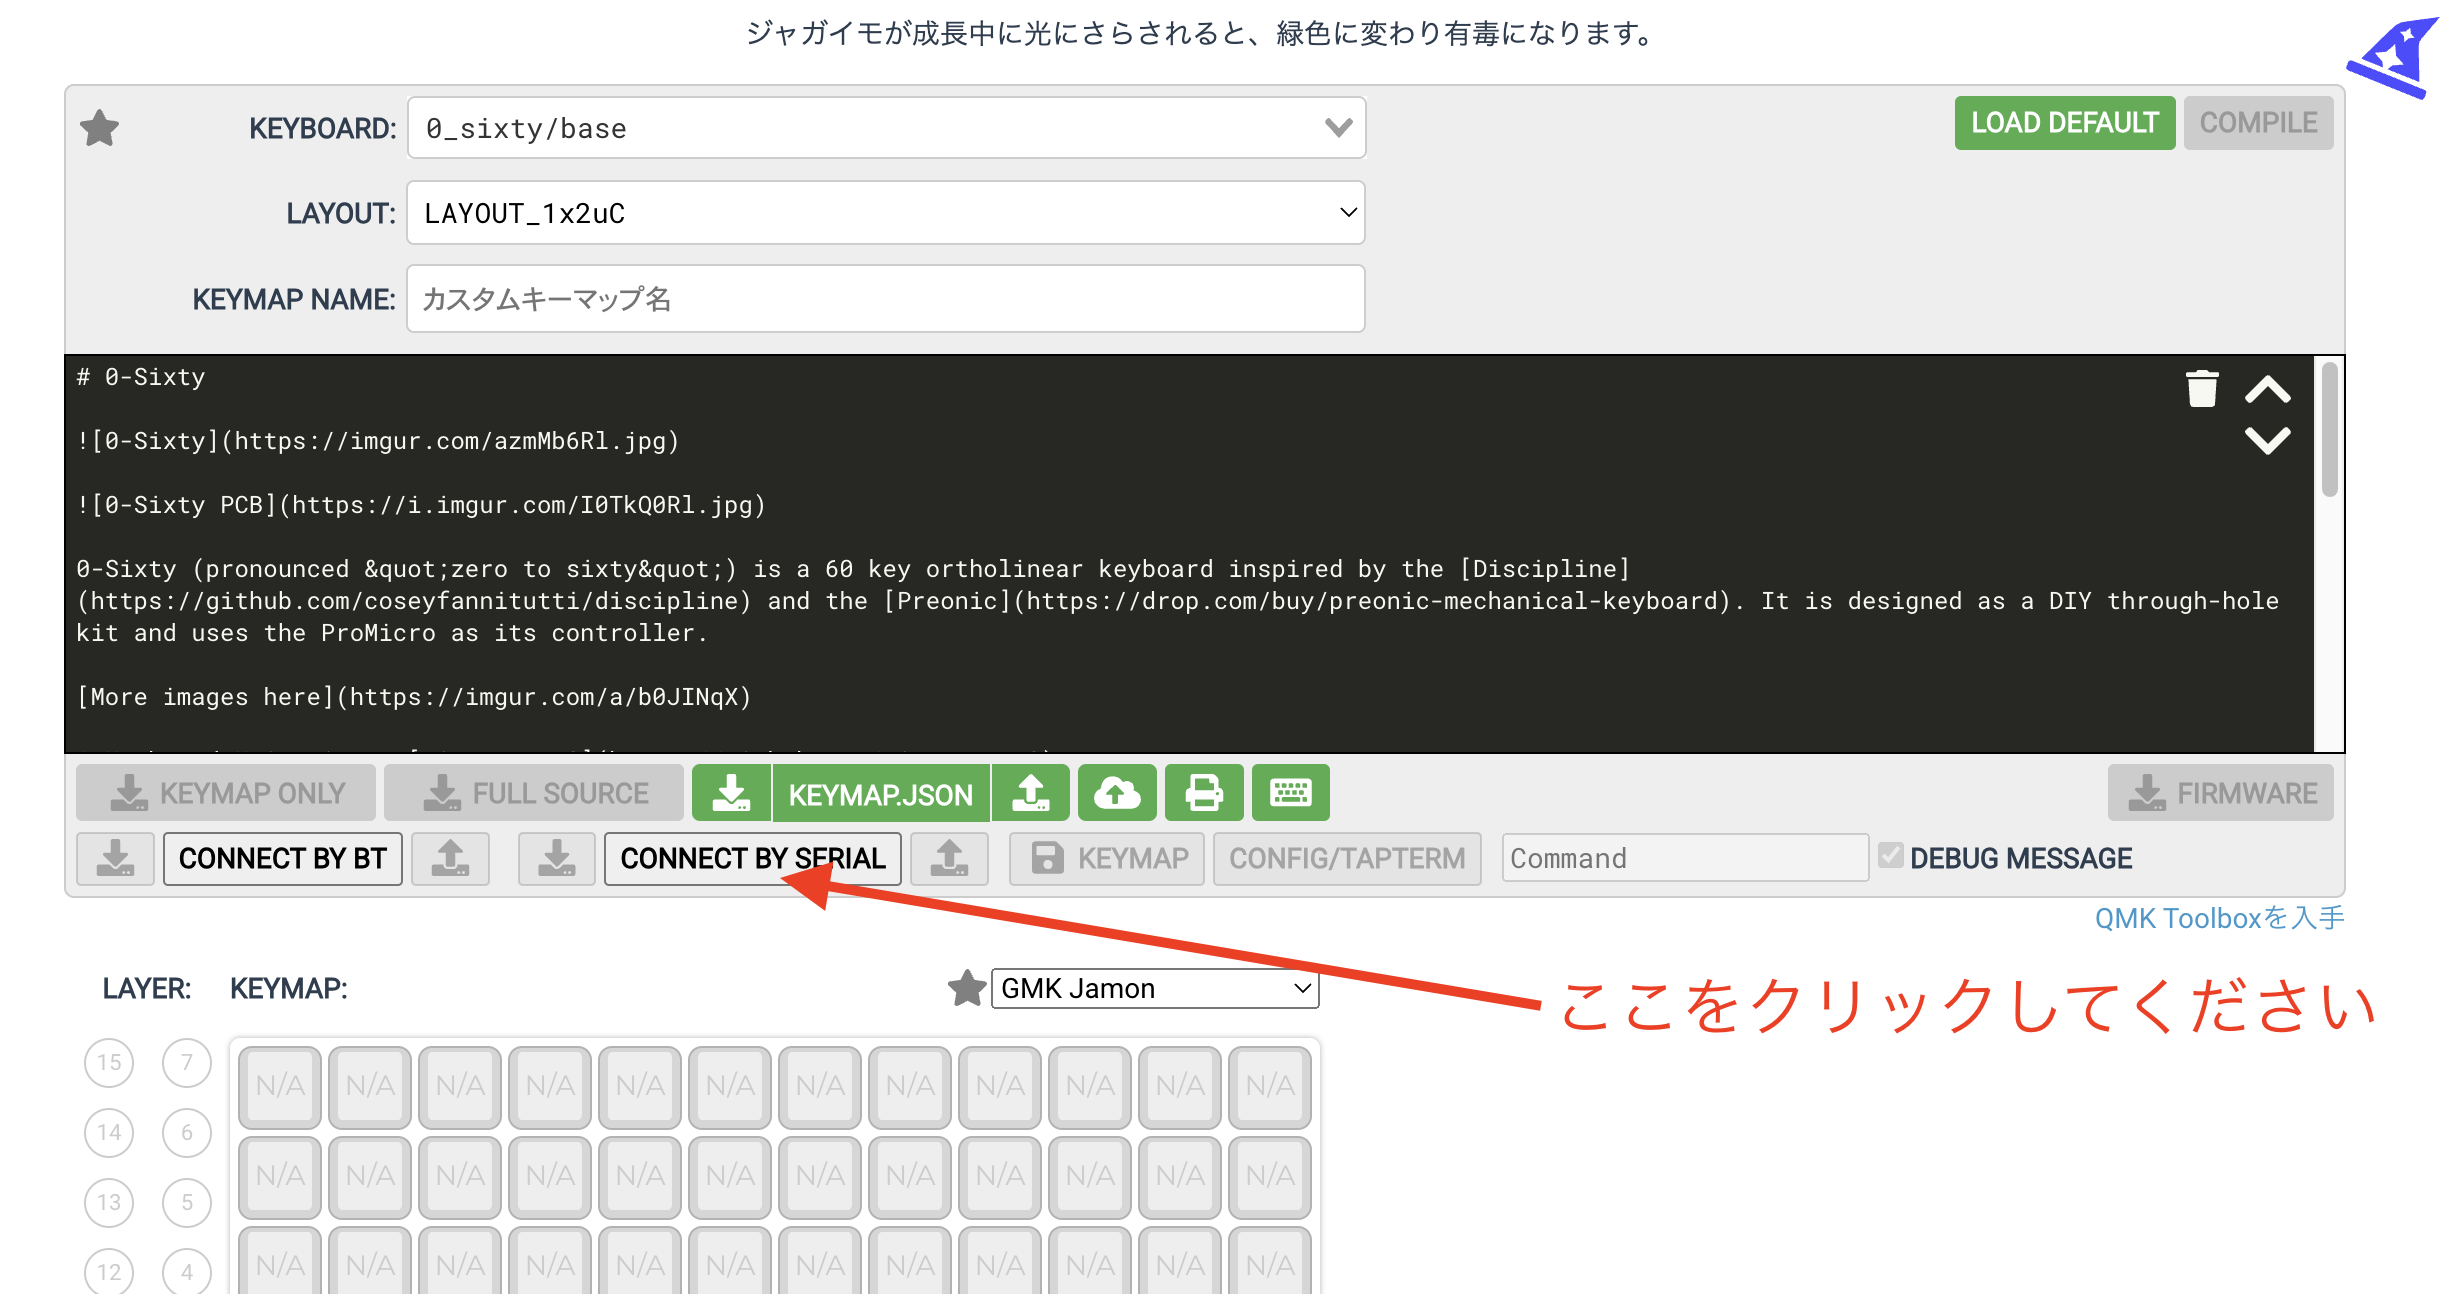 ジャガイモが成長中に光にさらされると、緑色に変わり有毒になります。
KEYBOARD: 0_sixty/base LOAD DEFAULT COMPILE
LAYOUT: LAYOUT_1x2uC
KEYMAP NAME: カスタムキーマップ名
# 0-Sixty
![0-Sixty](https://imgur.com/azmMb6Rl.jpg)
![0-Sixty PCB](https://i.imgur.com/I0TkQ0Rl.jpg)
0-Sixty (pronounced &quot;zero to sixty&quot;) is a 60 key ortholinear keyboard inspired by the [Discipline]
(https://github.com/coseyfannitutti/discipline) and the [Preonic](https://drop.com/buy/preonic-mechanical-keyboard). It is designed as a DIY through-hole
kit and uses the ProMicro as its controller.
[More images here](https://imgur.com/a/b0JINqX)
KEYMAP ONLY FULL SOURCE KEYMAP.JSON FIRMWARE
CONNECT BY BT CONNECT BY SERIAL KEYMAP CONFIG/TAPTERM Command DEBUG MESSAGE
QMK Toolboxを入手
LAYER: KEYMAP: GMK Jamon
ここをクリックしてください
15 7 N/A N/A N/A N/A N/A N/A N/A N/A N/A N/A N/A N/A
14 6
N/A N/A N/A N/A N/A N/A N/A N/A N/A N/A N/A N/A
13 5
12 4 N/A N/A N/A N/A N/A N/A N/A N/A N/A N/A N/A N/A